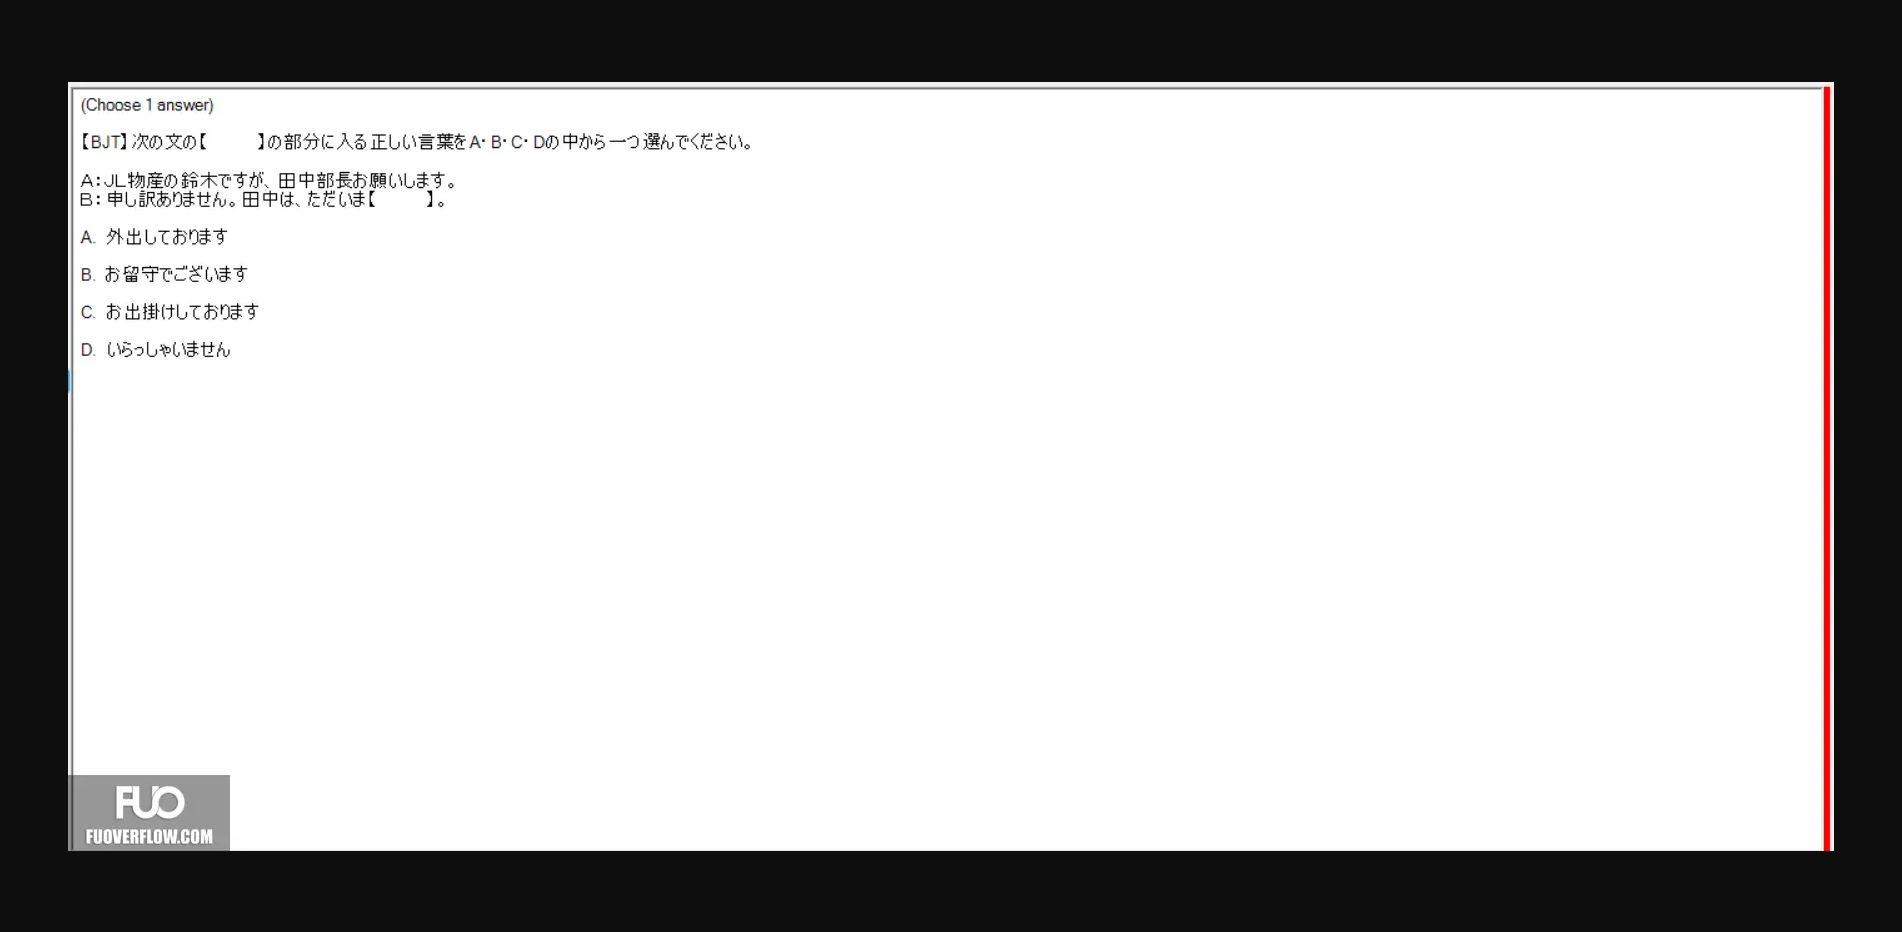 (Choose 1 answer)
【BJT】次の文の【　　　】の部分に入る正しい言葉をA・B・C・Dの中から一つ選んでください。
A：JL物産の鈴木ですが、田中部長お願いします。
B：申し訳ありません。田中は、ただいま【　　　】。
A. 外出しております
B. お留守でございます
C. お出掛けしております
D. いらっしゃいません
FUO
FUOVERFLOW.COM